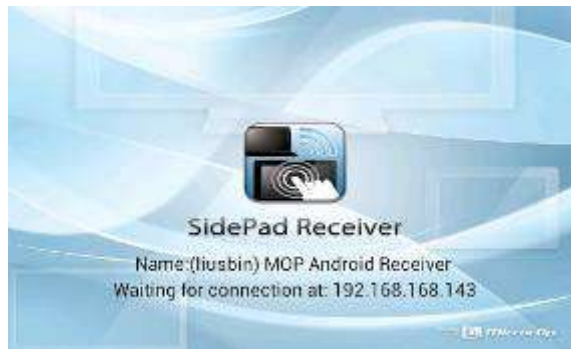 SidePad Receiver
Name:(liusbin) MOP Android Receiver
Waiting for connection at: 192.168.168.143